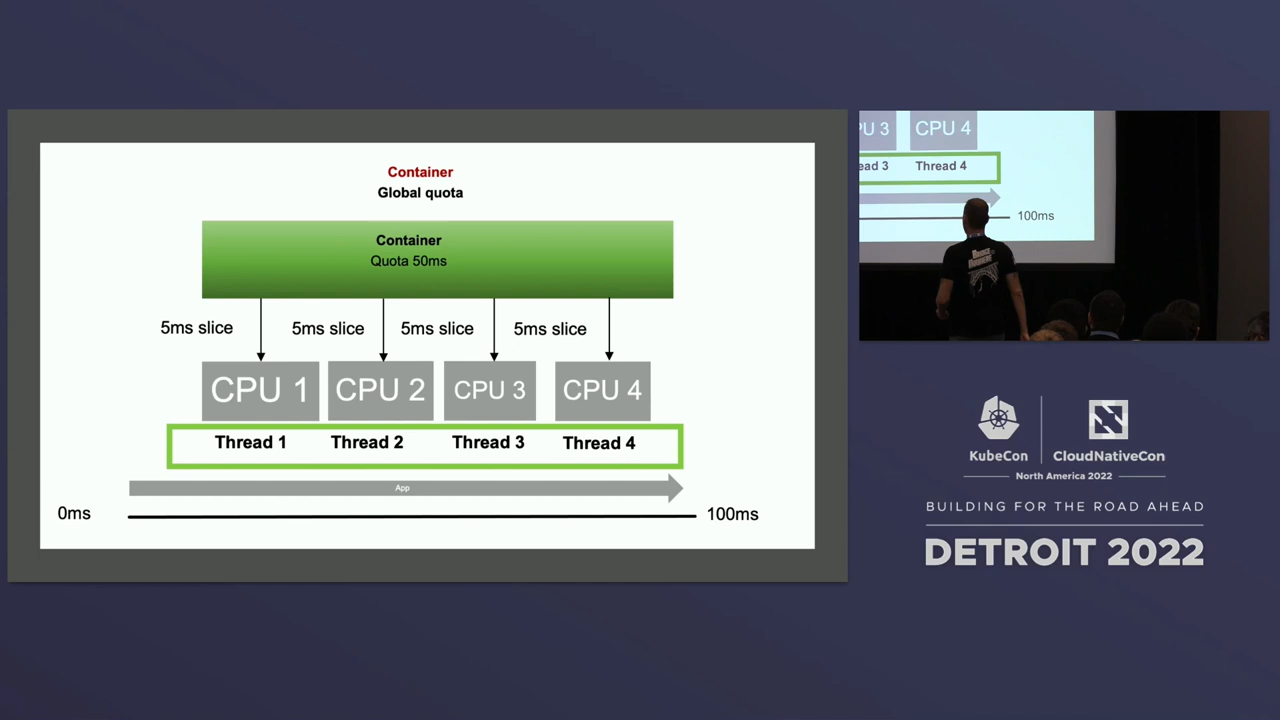 Container
Global quota
Container
Quota 50ms
5ms slice
5ms slice
5ms slice
5ms slice
CPU 1
CPU 2
CPU 3
CPU 4
Thread 1
Thread 2
Thread 3
Thread 4
App
0ms
100ms
PU 3
CPU 4
ead 3
Thread 4
100ms
KubeCon
CloudNativeCon
North America 2022
BUILDING FOR THE ROAD AHEAD
DETROIT 2022